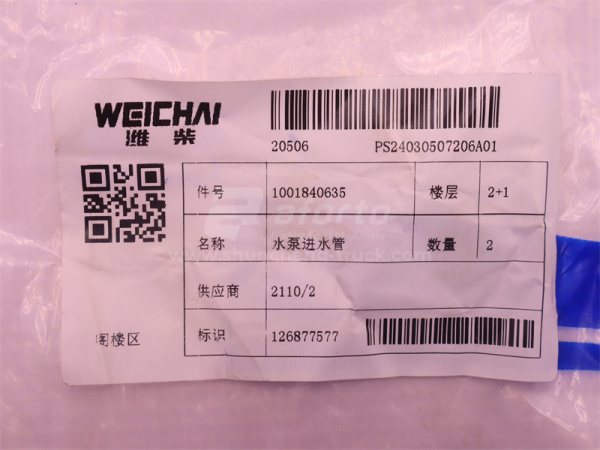 WEICHAI
潍柴
20506 PS24030507206A01
件号 1001840635 楼层 2+1
aforto
名称 水泵进水管 数量 2
供应商 2110/2
阁楼区 标识 126877577